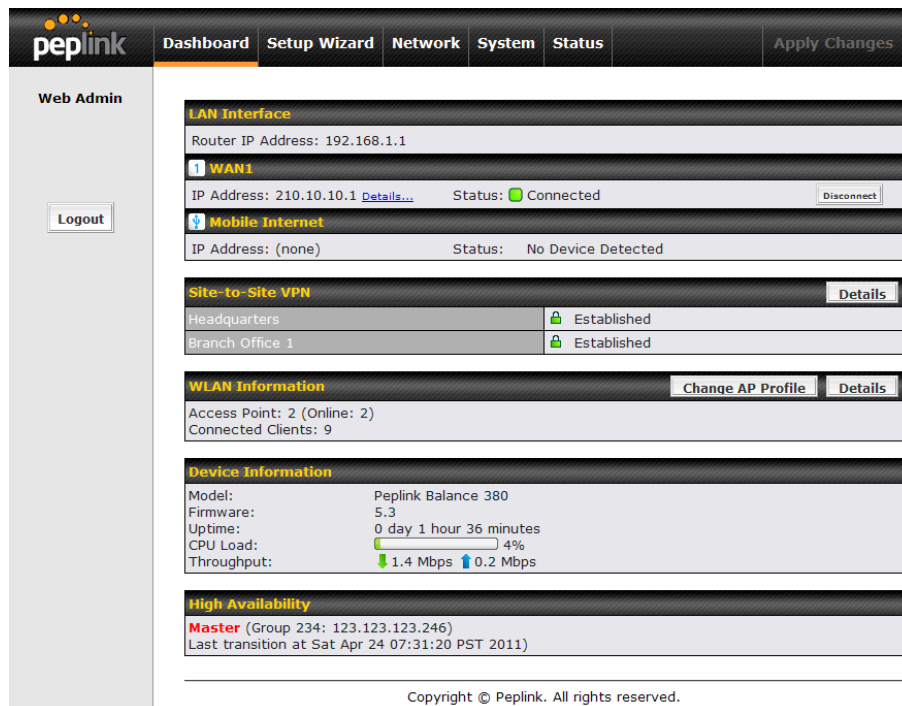 peplink
Dashboard Setup Wizard Network System Status Apply Changes
Web Admin
Logout
LAN Interface
Router IP Address: 192.168.1.1
1 WAN1
IP Address: 210.10.10.1 Details... Status: Connected Disconnect
Mobile Internet
IP Address: (none) Status: No Device Detected
Site-to-Site VPN Details
Headquarters Established
Branch Office 1 Established
WLAN Information Change AP Profile Details
Access Point: 2 (Online: 2)
Connected Clients: 9
Device Information
Model: Peplink Balance 380
Firmware: 5.3
Uptime: 0 day 1 hour 36 minutes
CPU Load: 4%
Throughput: 1.4 Mbps 0.2 Mbps
High Availability
Master (Group 234: 123.123.123.246)
Last transition at Sat Apr 24 07:31:20 PST 2011)
Copyright © Peplink. All rights reserved.